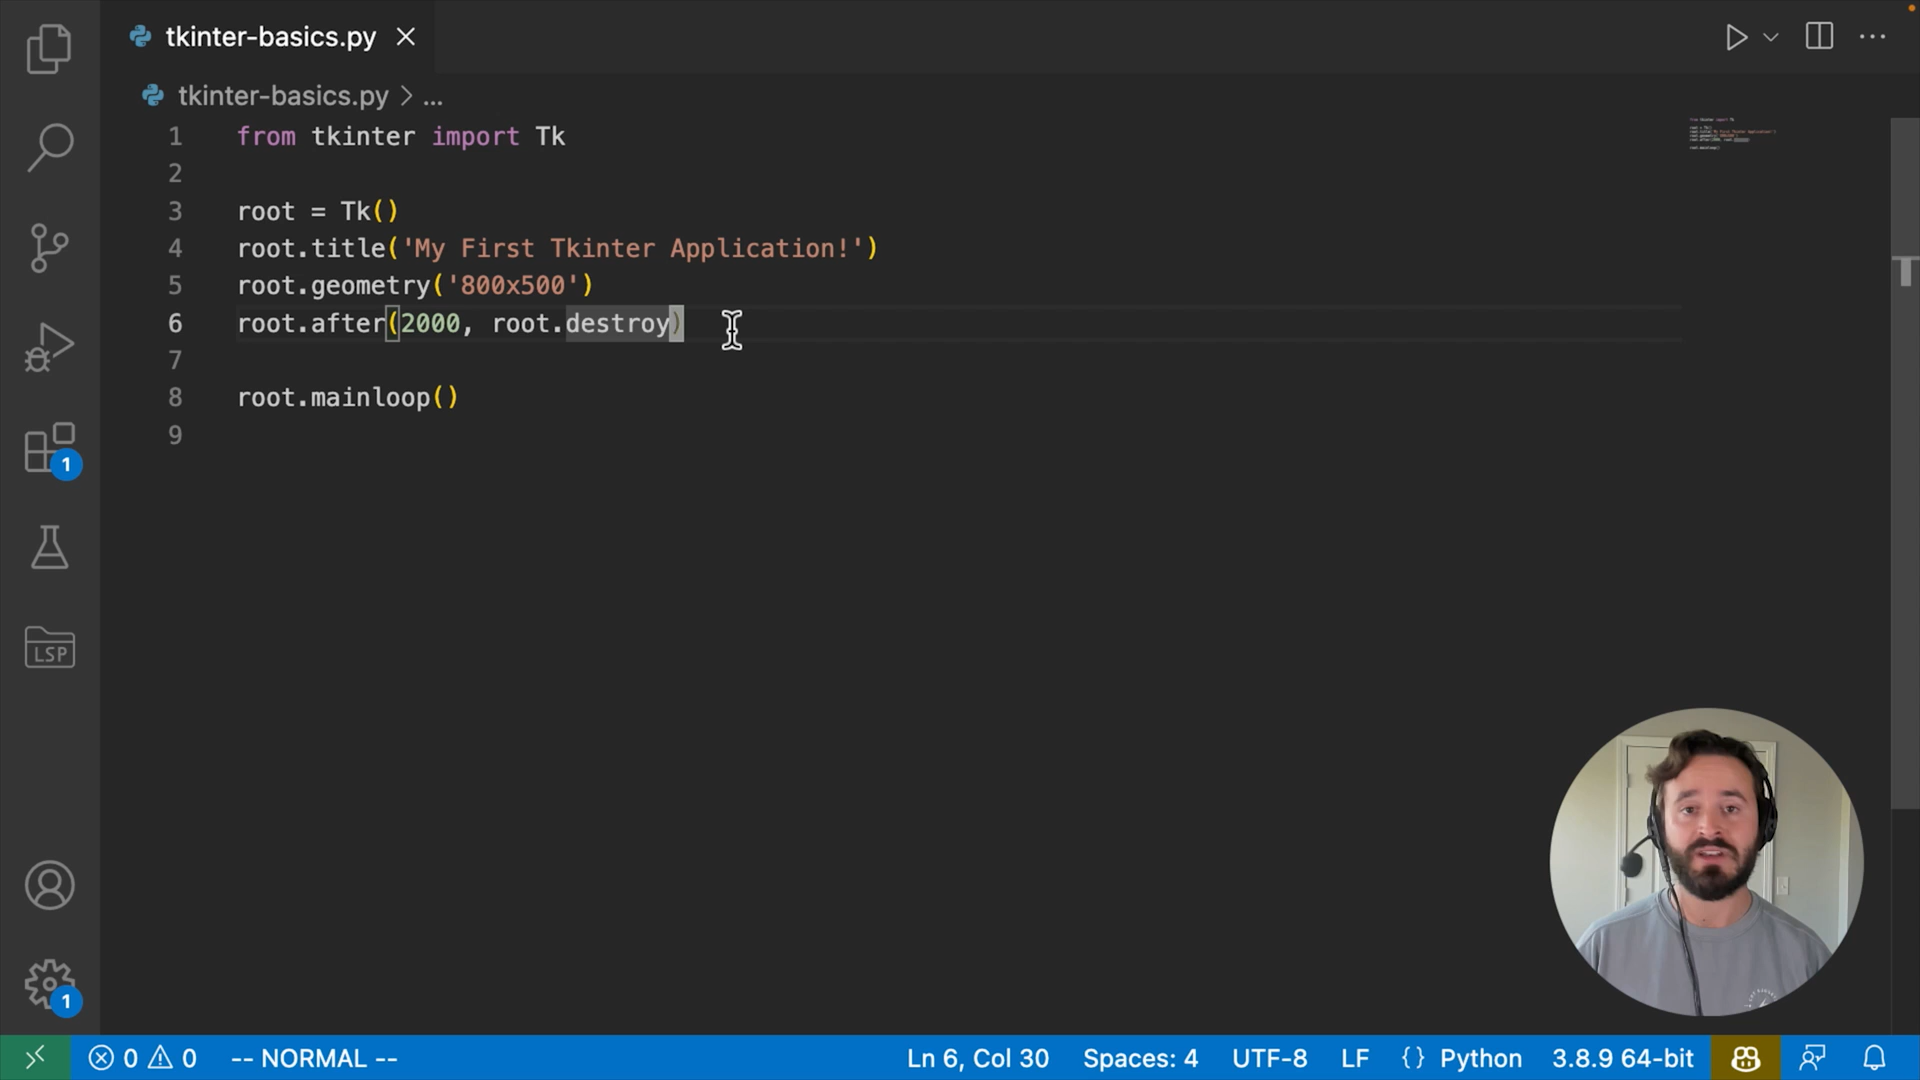 tkinter-basics.py
tkinter-basics.py > ...
1 from tkinter import Tk
2
3 root = Tk()
4 root.title('My First Tkinter Application!')
5 root.geometry('800x500')
6 root.after(2000, root.destroy)
7
8 root.mainloop()
9
1
LSP
1
0 0 -- NORMAL -- Ln 6, Col 30 Spaces: 4 UTF-8 LF {} Python 3.8.9 64-bit